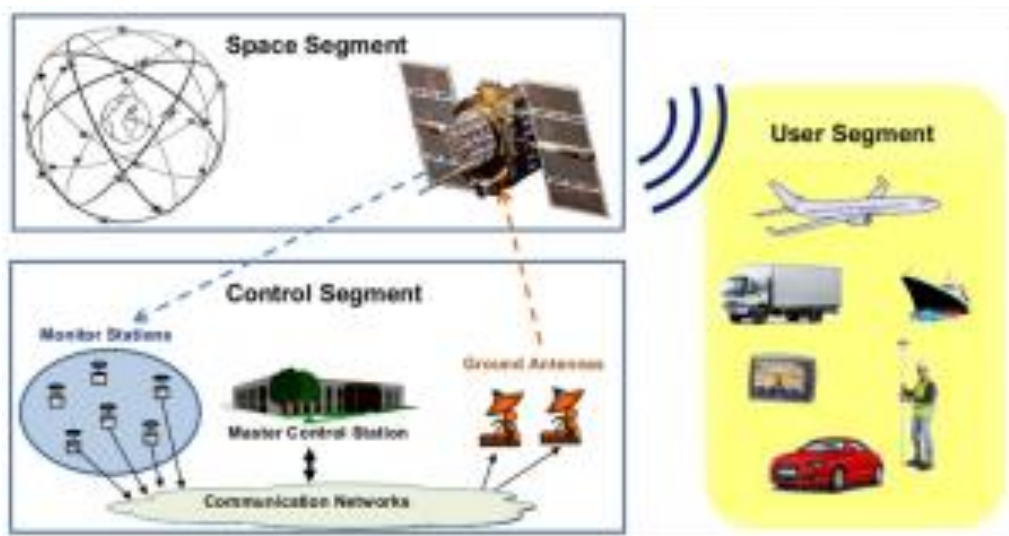 Space Segment
User Segment
Control Segment
Monitor Stations
Ground Antennas
Master Control Station
Communication Networks